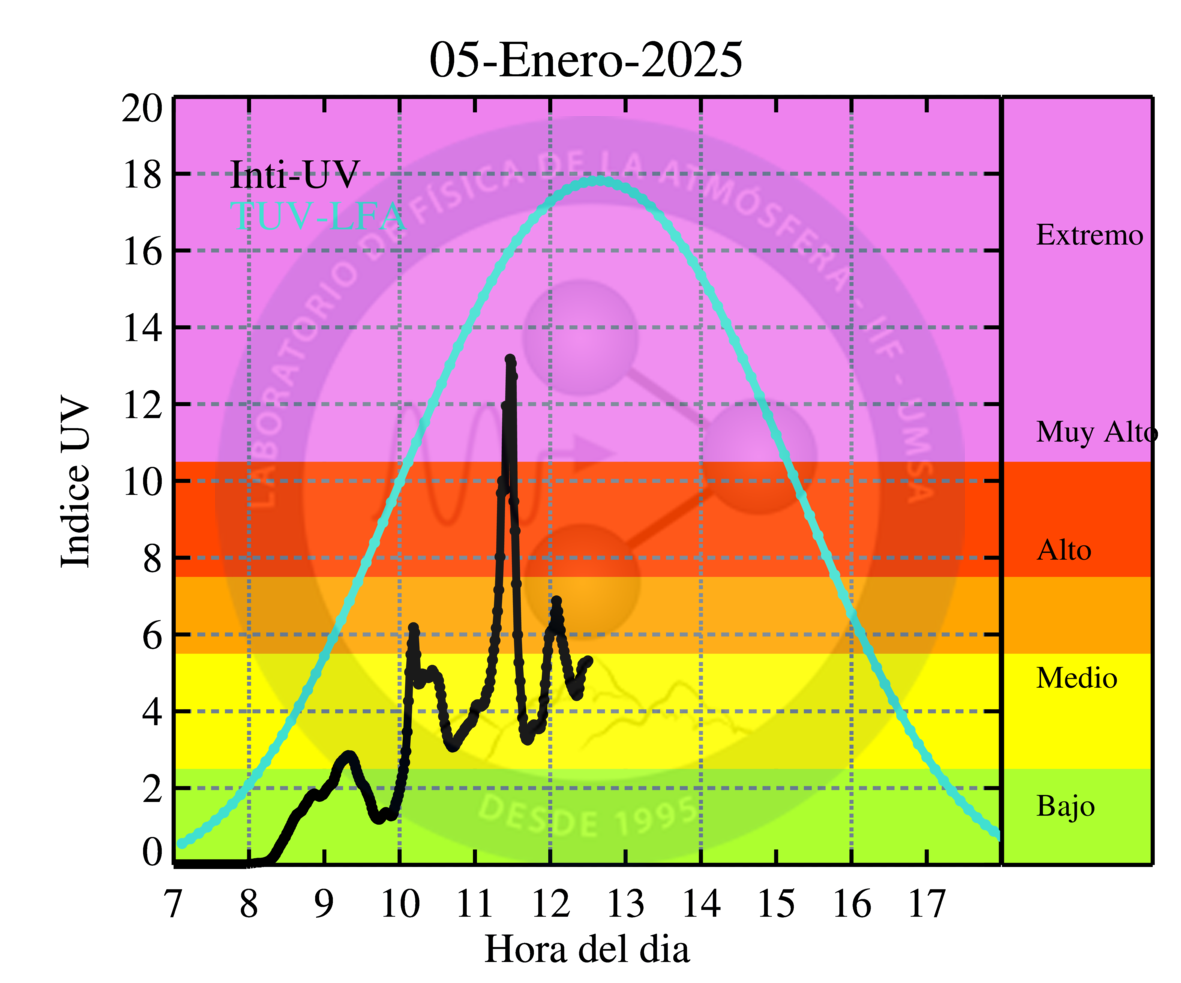 05-Enero-2025
Inti-UV
TUV-LFA
LABORATORIO DE FÍSICA DE LA ATMÓSFERA - IIF - UMSA
DESDE 1995
Indice UV
20
18
16
14
12
10
8
6
4
2
0
Extremo
Muy Alto
Alto
Medio
Bajo
7 8 9 10 11 12 13 14 15 16 17
Hora del dia